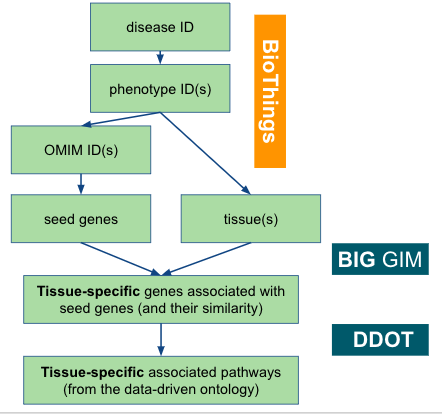 disease ID
phenotype ID(s)
BioThings
OMIM ID(s)
seed genes
tissue(s)
BIG GIM
Tissue-specific genes associated with
seed genes (and their similarity)
DDOT
Tissue-specific associated pathways
(from the data-driven ontology)